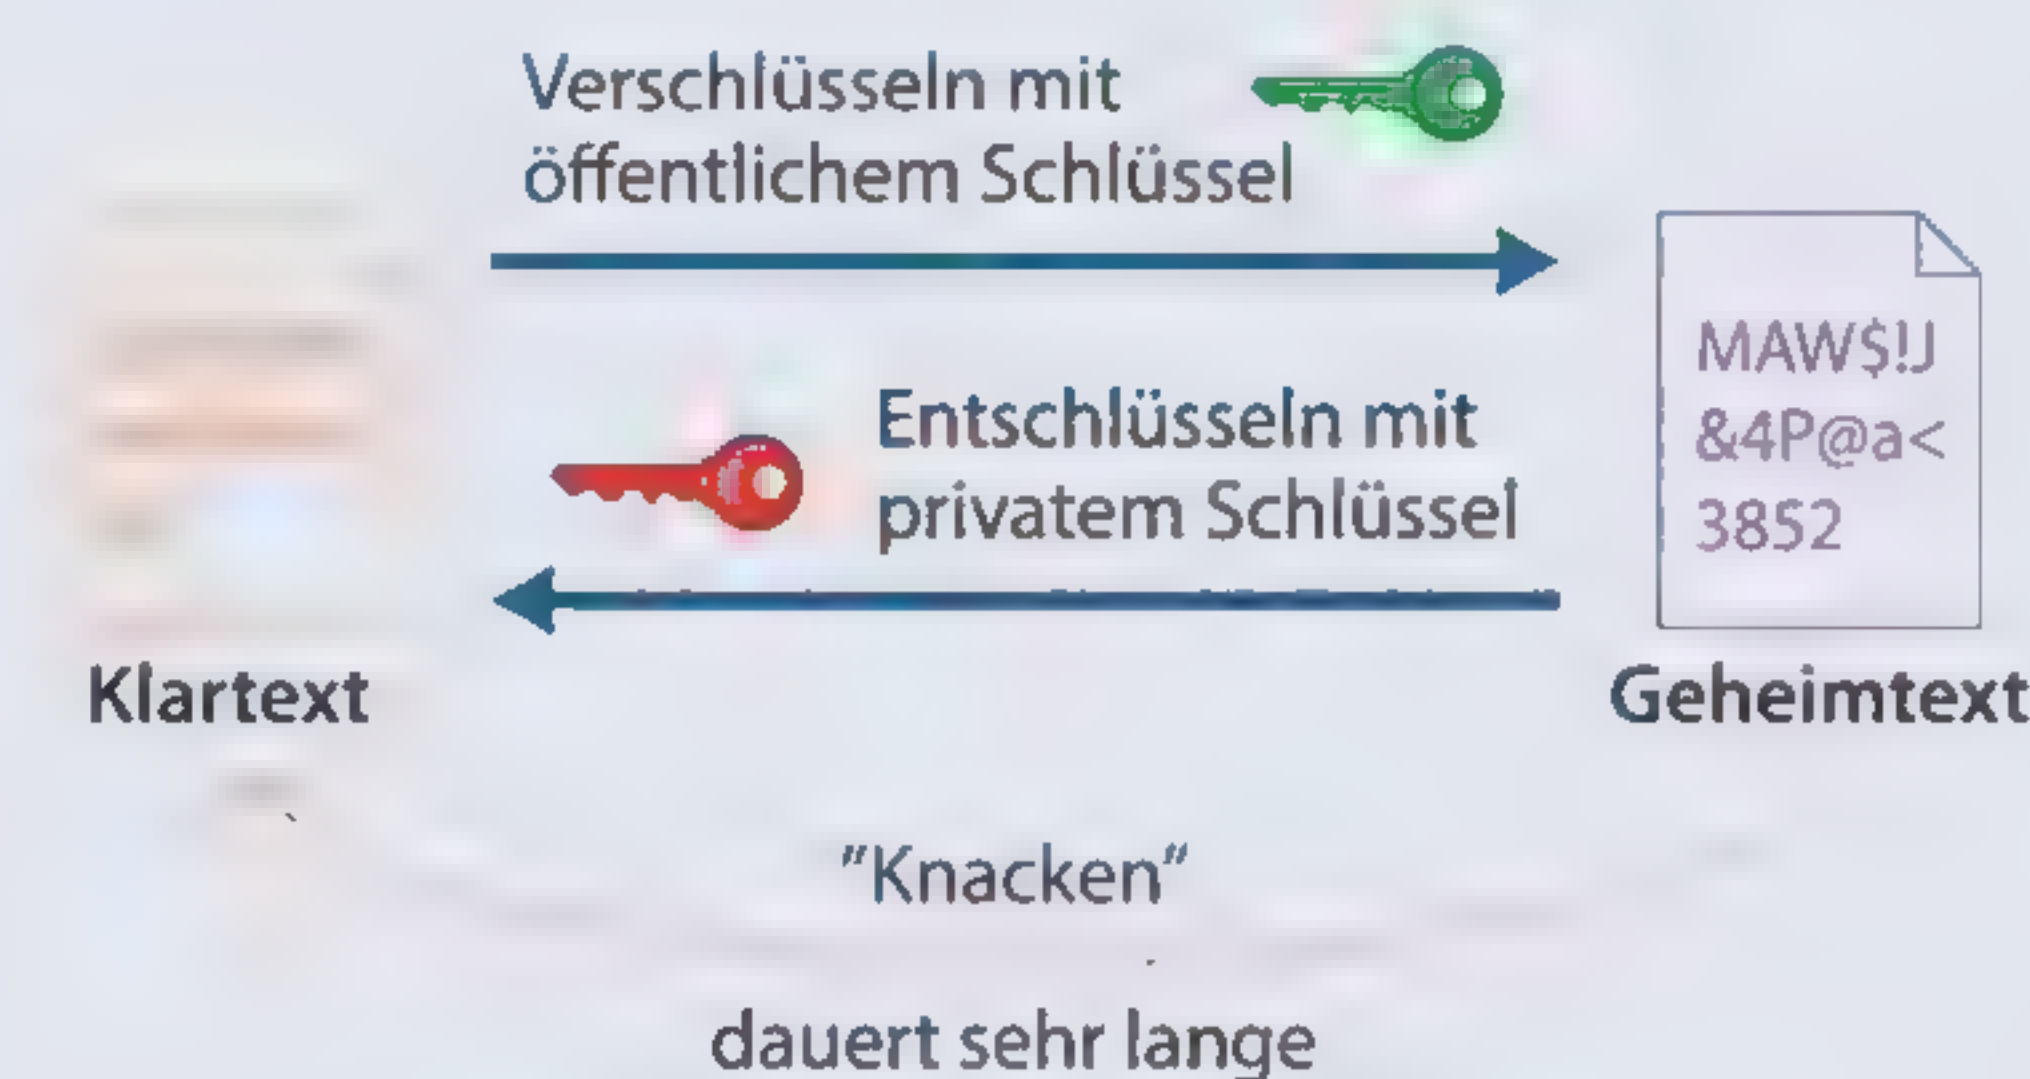 Verschlüsseln mit
öffentlichem Schlüssel
MAW$!J
&4P@a<
3852
Entschlüsseln mit
privatem Schlüssel
Klartext
Geheimtext
"Knacken"
dauert sehr lange